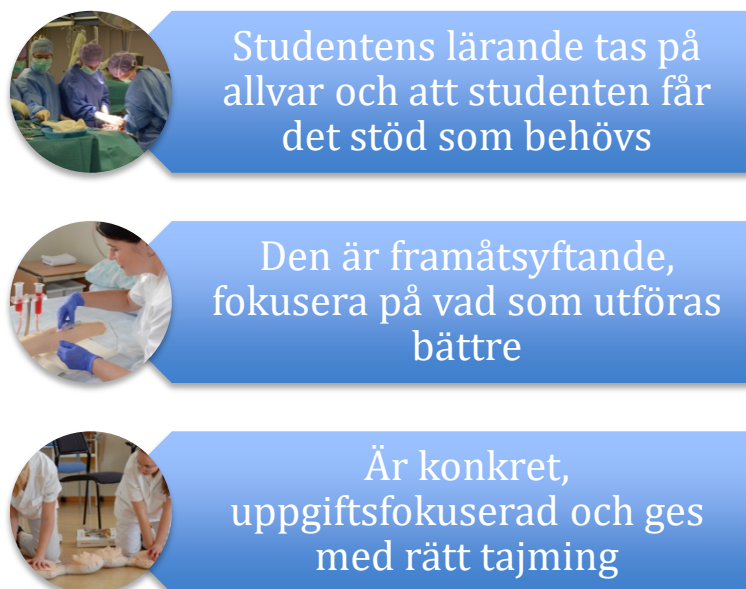 Studentens lärande tas på
allvar och att studenten får
det stöd som behövs
Den är framåtsyftande,
fokusera på vad som utföras
bättre
Är konkret,
uppgiftsfokuserad och ges
med rätt tajming